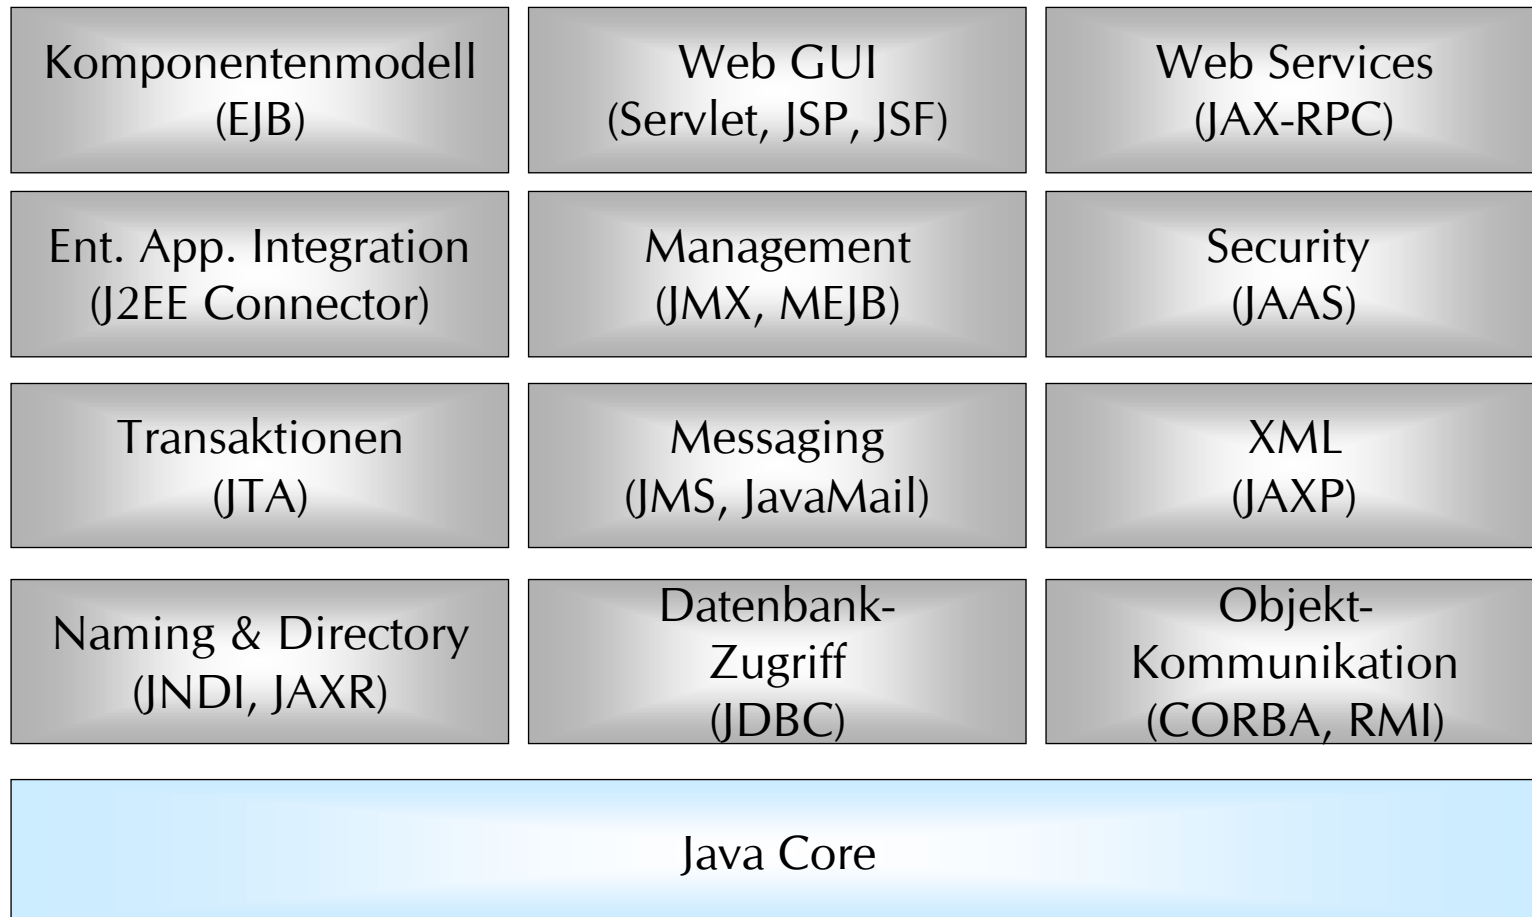 Komponentenmodell
(EJB)
Web GUI
(Servlet, JSP, JSF)
Web Services
(JAX-RPC)
Ent. App. Integration
(J2EE Connector)
Management
(JMX, MEJB)
Security
(JAAS)
Transaktionen
(JTA)
Messaging
(JMS, JavaMail)
XML
(JAXP)
Naming & Directory
(JNDI, JAXR)
Datenbank-
Zugriff
(JDBC)
Objekt-
Kommunikation
(CORBA, RMI)
Java Core